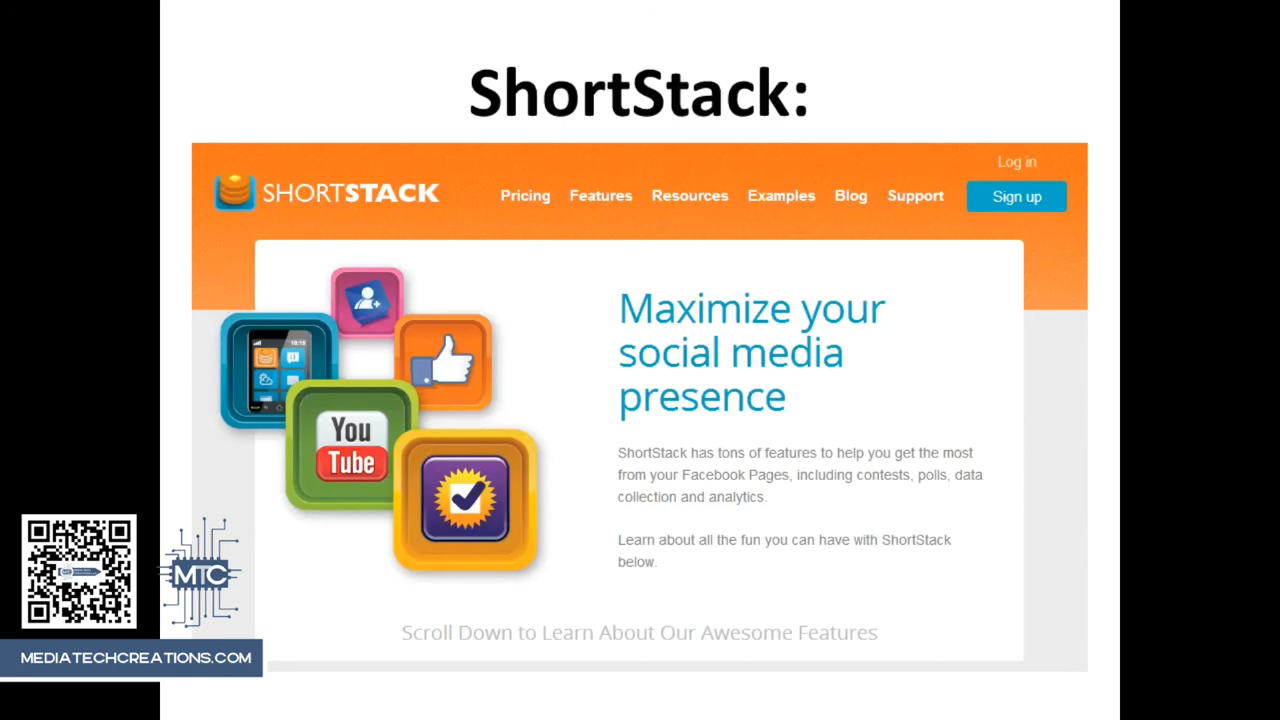 ShortStack:
Log in
SHORTSTACK
Pricing Features Resources Examples Blog Support Sign up
Maximize your
social media
presence
10:15
You
Tube
ShortStack has tons of features to help you get the most
from your Facebook Pages, including contests, polls, data
collection and analytics.
Learn about all the fun you can have with ShortStack
below.
MTC
Scroll Down to Learn About Our Awesome Features
MEDIATECHCREATIONS.COM